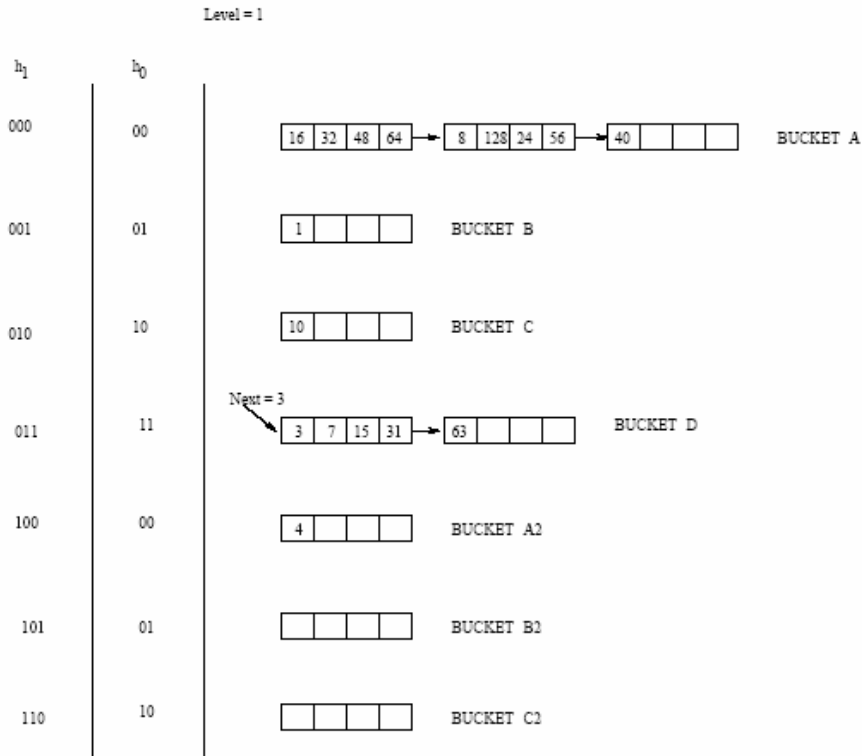 Level = 1
h1 h0
000 00 16 32 48 64 8 128 24 56 40 BUCKET A
001 01 1 BUCKET B
010 10 10 BUCKET C
Next = 3
011 11 3 7 15 31 63 BUCKET D
100 00 4 BUCKET A2
101 01 BUCKET B2
110 10 BUCKET C2